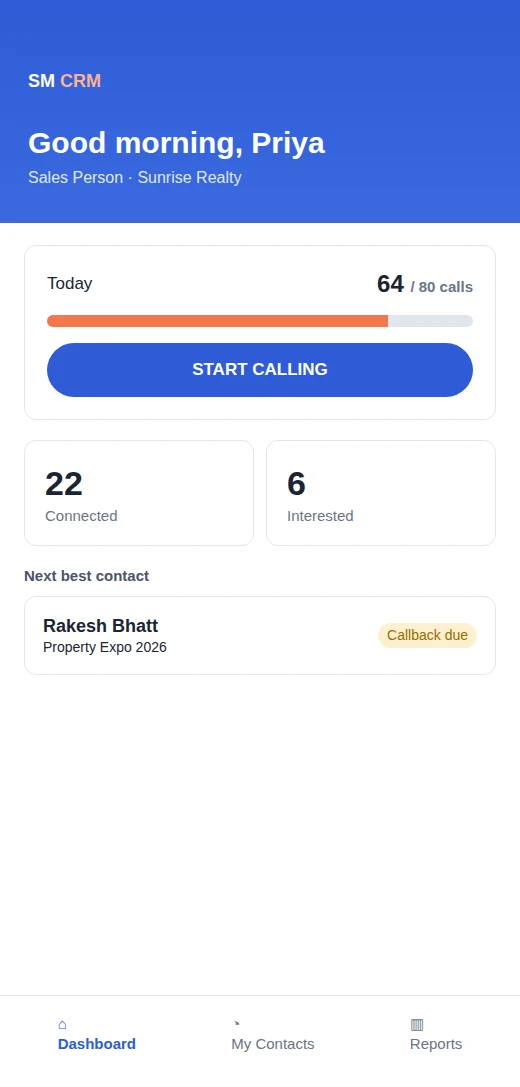 SM CRM
Good morning, Priya
Sales Person · Sunrise Realty
Today
64 / 80 calls
START CALLING
22
Connected
6
Interested
Next best contact
Rakesh Bhatt
Property Expo 2026
Callback due
Dashboard
My Contacts
Reports